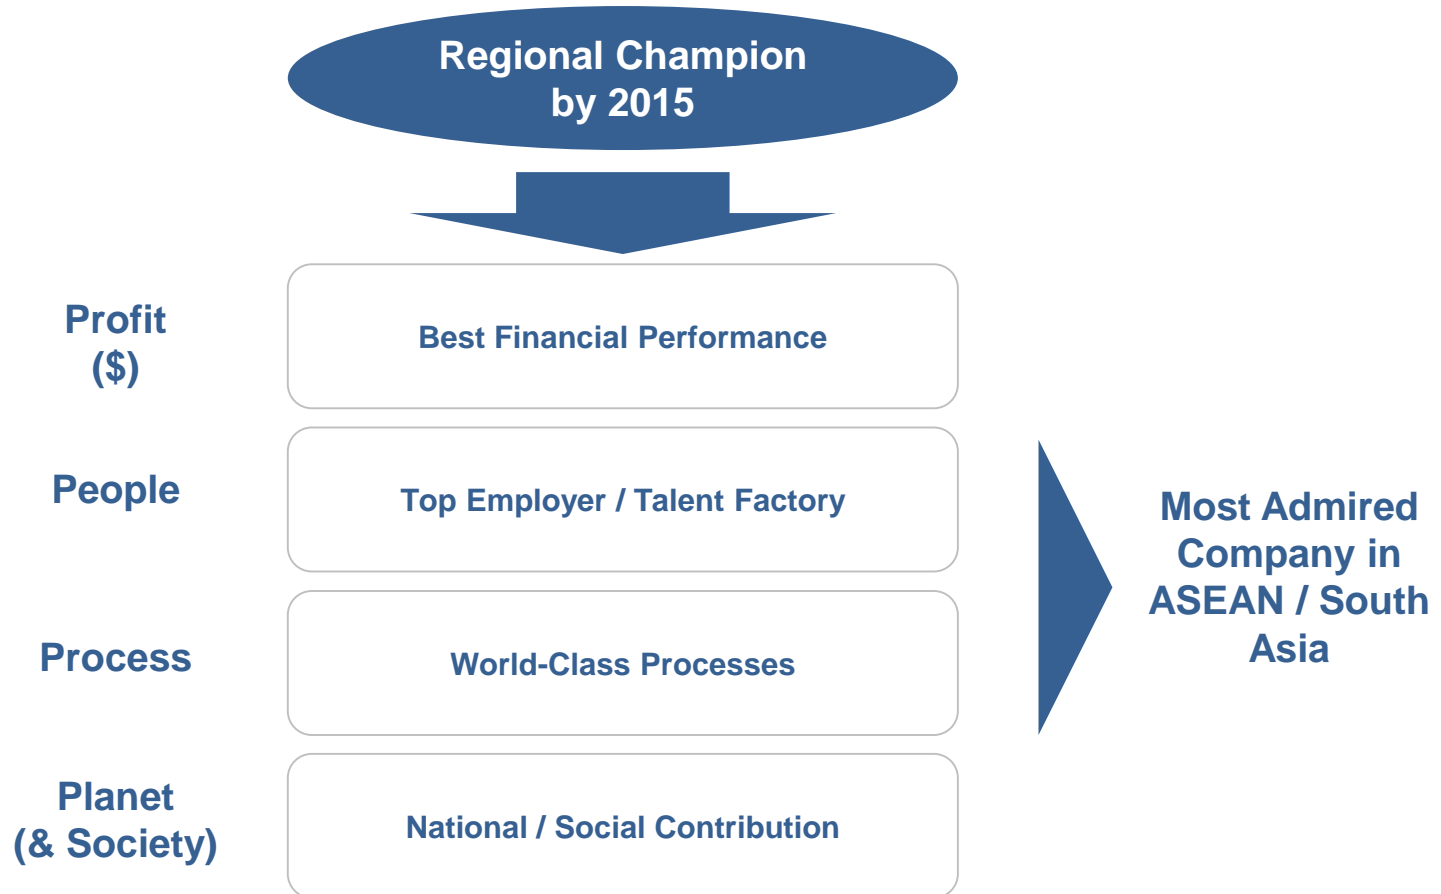 Regional Champion
by 2015
Profit
($)
Best Financial Performance
People
Top Employer / Talent Factory
Process
World-Class Processes
Planet
(& Society)
National / Social Contribution
Most Admired
Company in
ASEAN / South
Asia